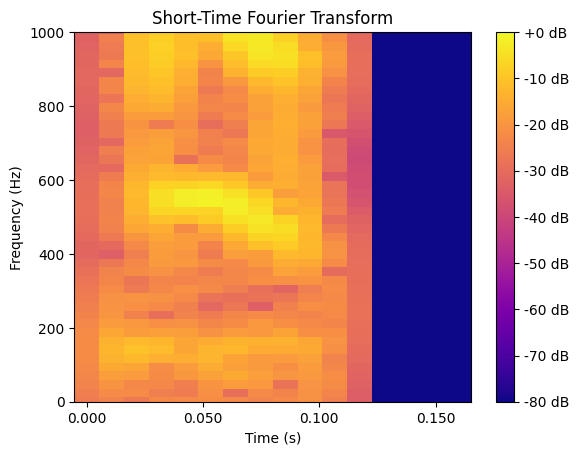 Short-Time Fourier Transform
1000
800
600
400
200
0
Frequency (Hz)
0.000
0.050
0.100
0.150
Time (s)
+0 dB
-10 dB
-20 dB
-30 dB
-40 dB
-50 dB
-60 dB
-70 dB
-80 dB